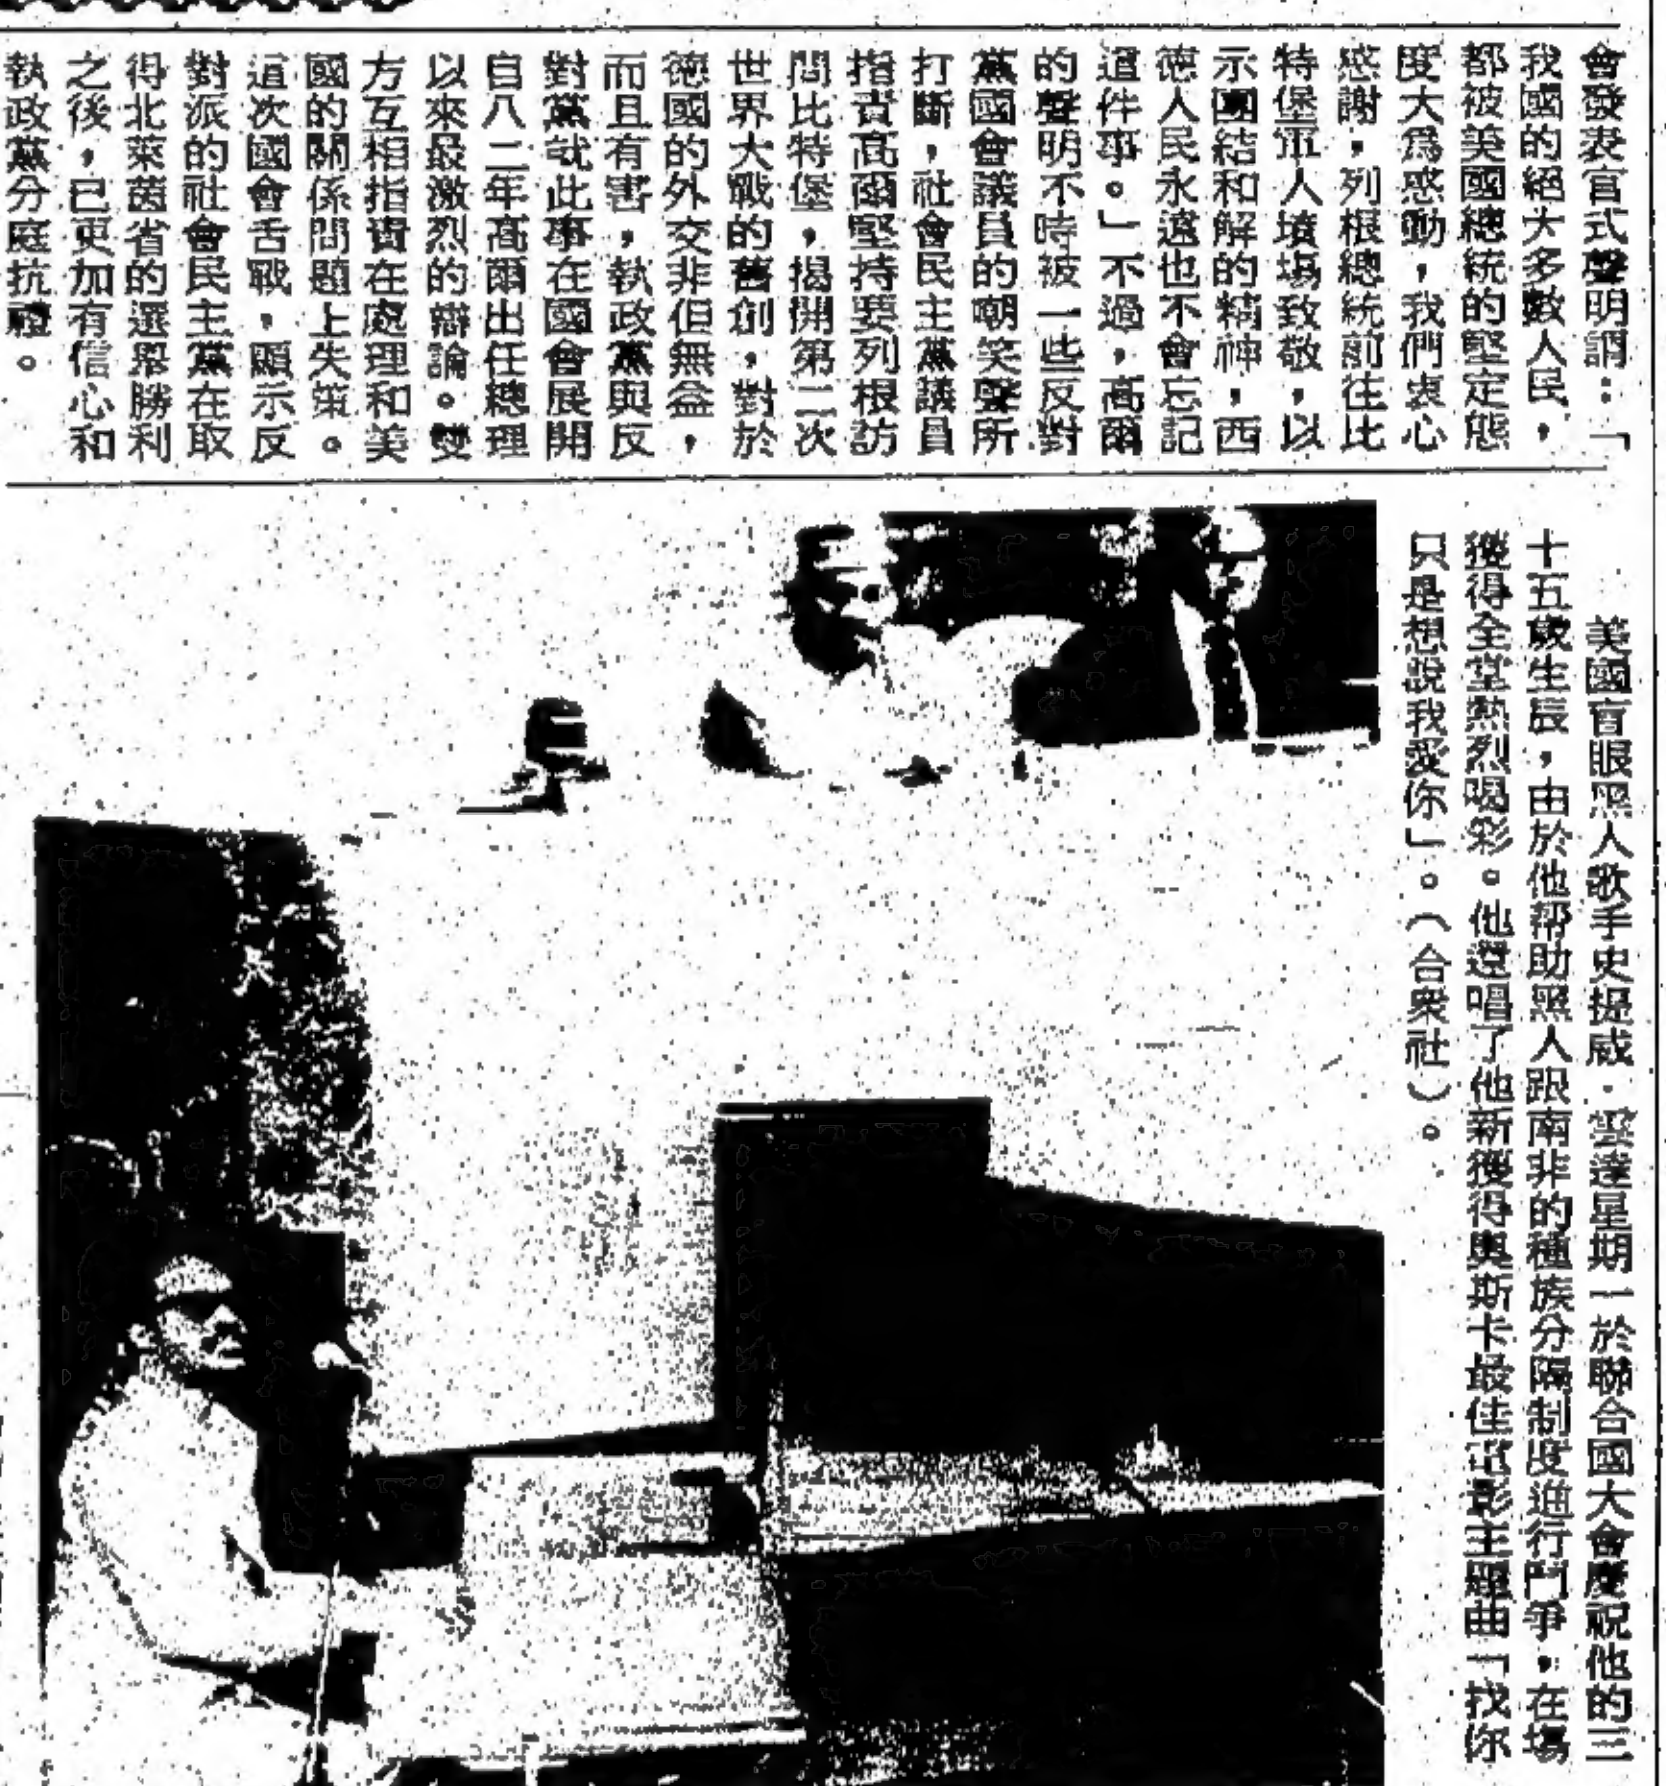 會發表官式聲明謂：「
我國的絕大多數人民，
都被美國總統的堅定態
度大為感動，我們衷心
感謝，列根總統前往比
特堡軍人墳場致敬，以
示團結和解的精神，西
德人民永遠也不會忘記
這件事。」不過，高爾
的聲明不時被一些反對
黨國會議員的嘲笑聲所
打斷，社會民主黨議員
指責高爾堅持要列根訪
問比特堡，揭開第二次
世界大戰的舊創，對於
德國的外交非但無益，
而且有害，執政黨與反
對黨就此事在國會展開
自八二年高爾出任總理
以來最激烈的辯論。雙
方互相指責在處理和美
國的關係問題上失策。
這次國會舌戰，顯示反
對派的社會民主黨在取
得北萊茵省的選舉勝利
之後，已更加有信心和
執政黨分庭抗禮。
美國盲眼黑人歌手史提威．雲達星期一於聯合國大會慶祝他的三
十五歲生辰，由於他帮助黑人跟南非的種族分隔制度進行鬥爭，在場
獲得全堂熱烈喝彩。他還唱了他新獲得奧斯卡最佳電影主題曲「找你
只是想說我愛你」。（合衆社）。